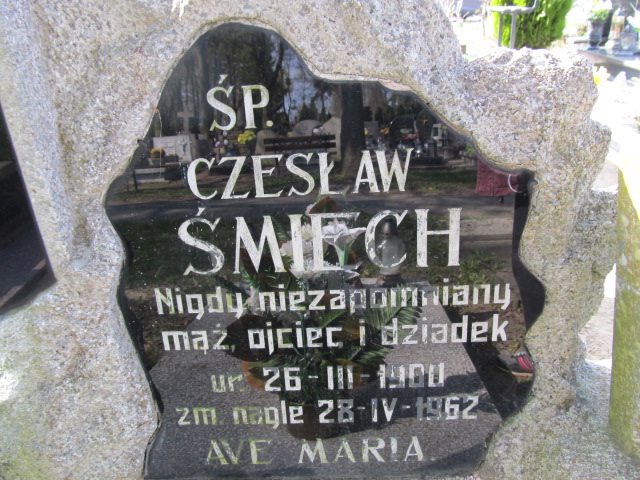 ŚP.
CZESŁAW
ŚMIECH
Nigdy niezapomniany
mąż, ojciec i dziadek
ur. 26-III-1900
zm. nagle 28-IV-1962
AVE MARIA.